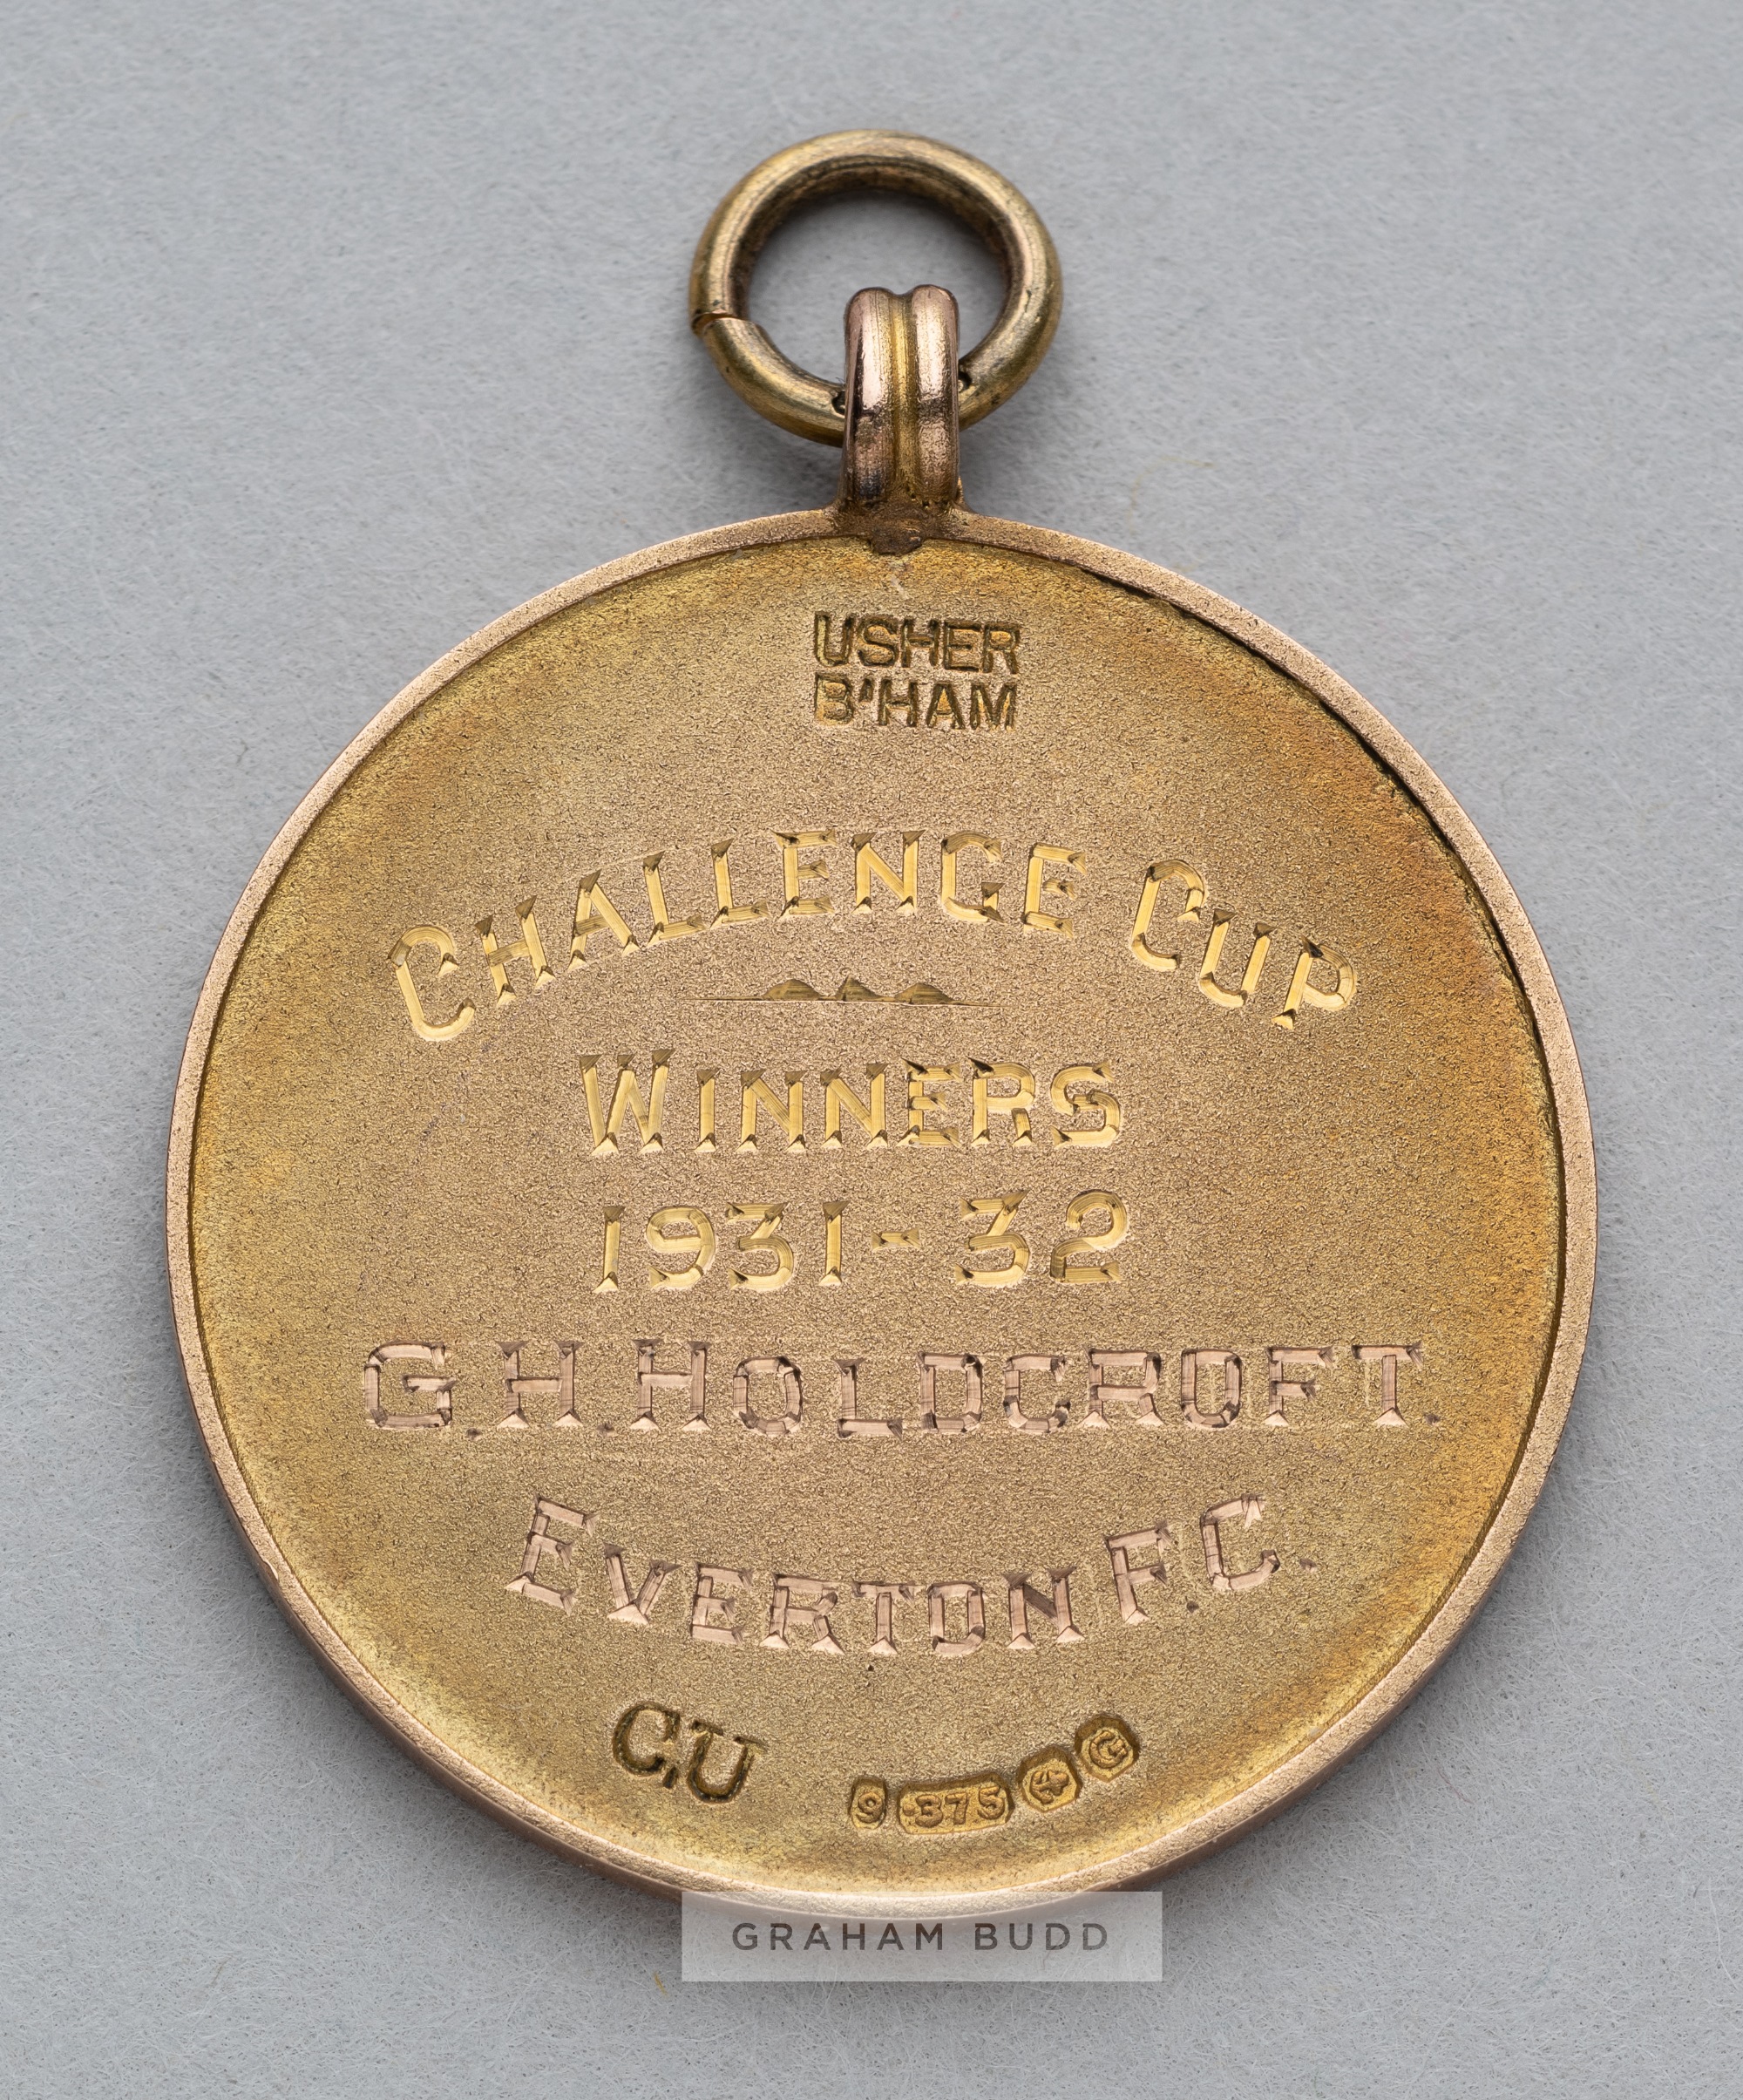 USHER
B'HAM
CHALLENGE CUP
WINNERS
1931-32
G.H.HOLDCROFT.
EVERTON F.C.
C.U 9 .375 G
GRAHAM BUDD